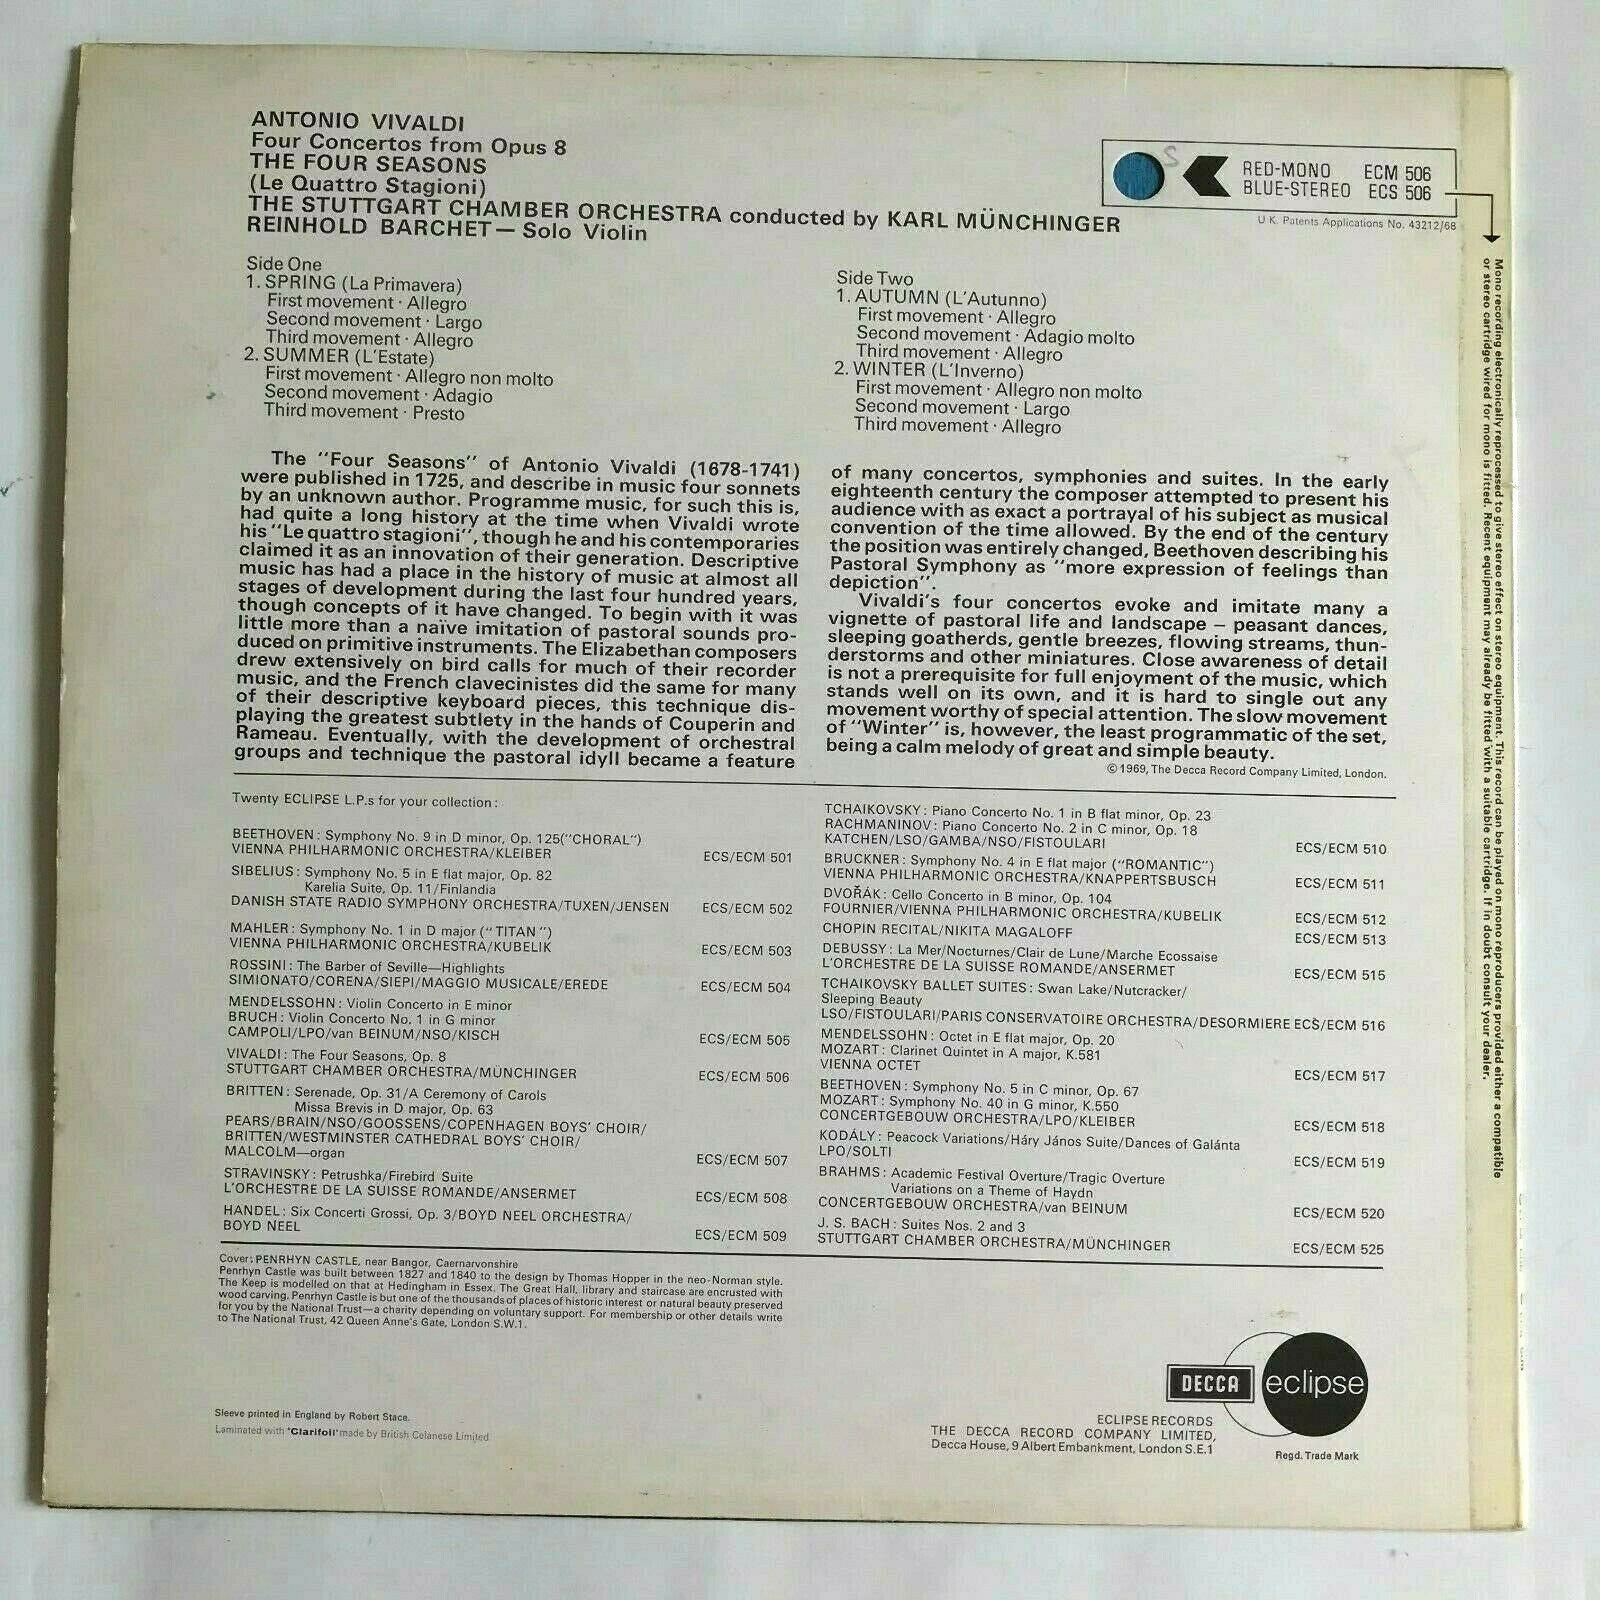 ANTONIO VIVALDI
Four Concertos from Opus 8
THE FOUR SEASONS
(Le Quattro Stagioni)
THE STUTTGART CHAMBER ORCHESTRA conducted by KARL MÜNCHINGER
REINHOLD BARCHET — Solo Violin
S
RED-MONO ECM 506
BLUE-STEREO ECS 506
U.K. Patents Applications No. 43212/68
Side One
1. SPRING (La Primavera)
First movement · Allegro
Second movement · Largo
Third movement · Allegro
2. SUMMER (L'Estate)
First movement · Allegro non molto
Second movement · Adagio
Third movement · Presto
Side Two
1. AUTUMN (L'Autunno)
First movement · Allegro
Second movement · Adagio molto
Third movement · Allegro
2. WINTER (L'Inverno)
First movement · Allegro non molto
Second movement · Largo
Third movement · Allegro
The "Four Seasons" of Antonio Vivaldi (1678-1741)
were published in 1725, and describe in music four sonnets
by an unknown author. Programme music, for such this is,
had quite a long history at the time when Vivaldi wrote
his "Le quattro stagioni", though he and his contemporaries
claimed it as an innovation of their generation. Descriptive
music has had a place in the history of music at almost all
stages of development during the last four hundred years,
though concepts of it have changed. To begin with it was
little more than a naïve imitation of pastoral sounds pro-
duced on primitive instruments. The Elizabethan composers
drew extensively on bird calls for much of their recorder
music, and the French clavecinistes did the same for many
of their descriptive keyboard pieces, this technique dis-
playing the greatest subtlety in the hands of Couperin and
Rameau. Eventually, with the development of orchestral
groups and technique the pastoral idyll became a feature
of many concertos, symphonies and suites. In the early
eighteenth century the composer attempted to present his
audience with as exact a portrayal of his subject as musical
convention of the time allowed. By the end of the century
the position was entirely changed, Beethoven describing his
Pastoral Symphony as "more expression of feelings than
depiction".
Vivaldi's four concertos evoke and imitate many a
vignette of pastoral life and landscape – peasant dances,
sleeping goatherds, gentle breezes, flowing streams, thun-
derstorms and other miniatures. Close awareness of detail
is not a prerequisite for full enjoyment of the music, which
stands well on its own, and it is hard to single out any
movement worthy of special attention. The slow movement
of "Winter" is, however, the least programmatic of the set,
being a calm melody of great and simple beauty.
© 1969, The Decca Record Company Limited, London.
Twenty ECLIPSE L.P.s for your collection :
BEETHOVEN : Symphony No. 9 in D minor, Op. 125("CHORAL")
VIENNA PHILHARMONIC ORCHESTRA/KLEIBER ECS/ECM 501
SIBELIUS : Symphony No. 5 in E flat major, Op. 82
Karelia Suite, Op. 11/Finlandia
DANISH STATE RADIO SYMPHONY ORCHESTRA/TUXEN/JENSEN ECS/ECM 502
MAHLER : Symphony No. 1 in D major ("TITAN")
VIENNA PHILHARMONIC ORCHESTRA/KUBELIK ECS/ECM 503
ROSSINI : The Barber of Seville—Highlights
SIMIONATO/CORENA/SIEPI/MAGGIO MUSICALE/EREDE ECS/ECM 504
MENDELSSOHN : Violin Concerto in E minor
BRUCH : Violin Concerto No. 1 in G minor
CAMPOLI/LPO/van BEINUM/NSO/KISCH ECS/ECM 505
VIVALDI : The Four Seasons, Op. 8
STUTTGART CHAMBER ORCHESTRA/MÜNCHINGER ECS/ECM 506
BRITTEN : Serenade, Op. 31/A Ceremony of Carols
Missa Brevis in D major, Op. 63
PEARS/BRAIN/NSO/GOOSSENS/COPENHAGEN BOYS' CHOIR/
BRITTEN/WESTMINSTER CATHEDRAL BOYS' CHOIR/
MALCOLM—organ ECS/ECM 507
STRAVINSKY : Petrushka/Firebird Suite
L'ORCHESTRE DE LA SUISSE ROMANDE/ANSERMET ECS/ECM 508
HANDEL : Six Concerti Grossi, Op. 3/BOYD NEEL ORCHESTRA/
BOYD NEEL ECS/ECM 509
TCHAIKOVSKY : Piano Concerto No. 1 in B flat minor, Op. 23
RACHMANINOV : Piano Concerto No. 2 in C minor, Op. 18
KATCHEN/LSO/GAMBA/NSO/FISTOULARI ECS/ECM 510
BRUCKNER : Symphony No. 4 in E flat major ("ROMANTIC")
VIENNA PHILHARMONIC ORCHESTRA/KNAPPERTSBUSCH ECS/ECM 511
DVOŘÁK : Cello Concerto in B minor, Op. 104
FOURNIER/VIENNA PHILHARMONIC ORCHESTRA/KUBELIK ECS/ECM 512
CHOPIN RECITAL/NIKITA MAGALOFF ECS/ECM 513
DEBUSSY : La Mer/Nocturnes/Clair de Lune/Marche Ecossaise
L'ORCHESTRE DE LA SUISSE ROMANDE/ANSERMET ECS/ECM 515
TCHAIKOVSKY BALLET SUITES : Swan Lake/Nutcracker/
Sleeping Beauty
LSO/FISTOULARI/PARIS CONSERVATOIRE ORCHESTRA/DESORMIERE ECS/ECM 516
MENDELSSOHN : Octet in E flat major, Op. 20
MOZART : Clarinet Quintet in A major, K.581
VIENNA OCTET ECS/ECM 517
BEETHOVEN : Symphony No. 5 in C minor, Op. 67
MOZART : Symphony No. 40 in G minor, K.550
CONCERTGEBOUW ORCHESTRA/LPO/KLEIBER ECS/ECM 518
KODÁLY : Peacock Variations/Háry János Suite/Dances of Galánta
LPO/SOLTI ECS/ECM 519
BRAHMS : Academic Festival Overture/Tragic Overture
Variations on a Theme of Haydn
CONCERTGEBOUW ORCHESTRA/van BEINUM ECS/ECM 520
J. S. BACH : Suites Nos. 2 and 3
STUTTGART CHAMBER ORCHESTRA/MÜNCHINGER ECS/ECM 525
Cover: PENRHYN CASTLE, near Bangor, Caernarvonshire
Penrhyn Castle was built between 1827 and 1840 to the design by Thomas Hopper in the neo-Norman style.
The Keep is modelled on that at Hedingham in Essex. The Great Hall, library and staircase are encrusted with
wood carving. Penrhyn Castle is but one of the thousands of places of historic interest or natural beauty preserved
for you by the National Trust—a charity depending on voluntary support. For membership or other details write
to The National Trust, 42 Queen Anne's Gate, London S.W.1.
Sleeve printed in England by Robert Stace.
Laminated with 'Clarifoil' made by British Celanese Limited
DECCA eclipse
ECLIPSE RECORDS
THE DECCA RECORD COMPANY LIMITED,
Decca House, 9 Albert Embankment, London S.E.1
Regd. Trade Mark
Mono recording electronically reprocessed to give stereo effect on stereo equipment. This record can be played on mono reproducers provided either a compatible
or stereo cartridge wired for mono is fitted. Recent equipment may already be fitted with a suitable cartridge. If in doubt consult your dealer.